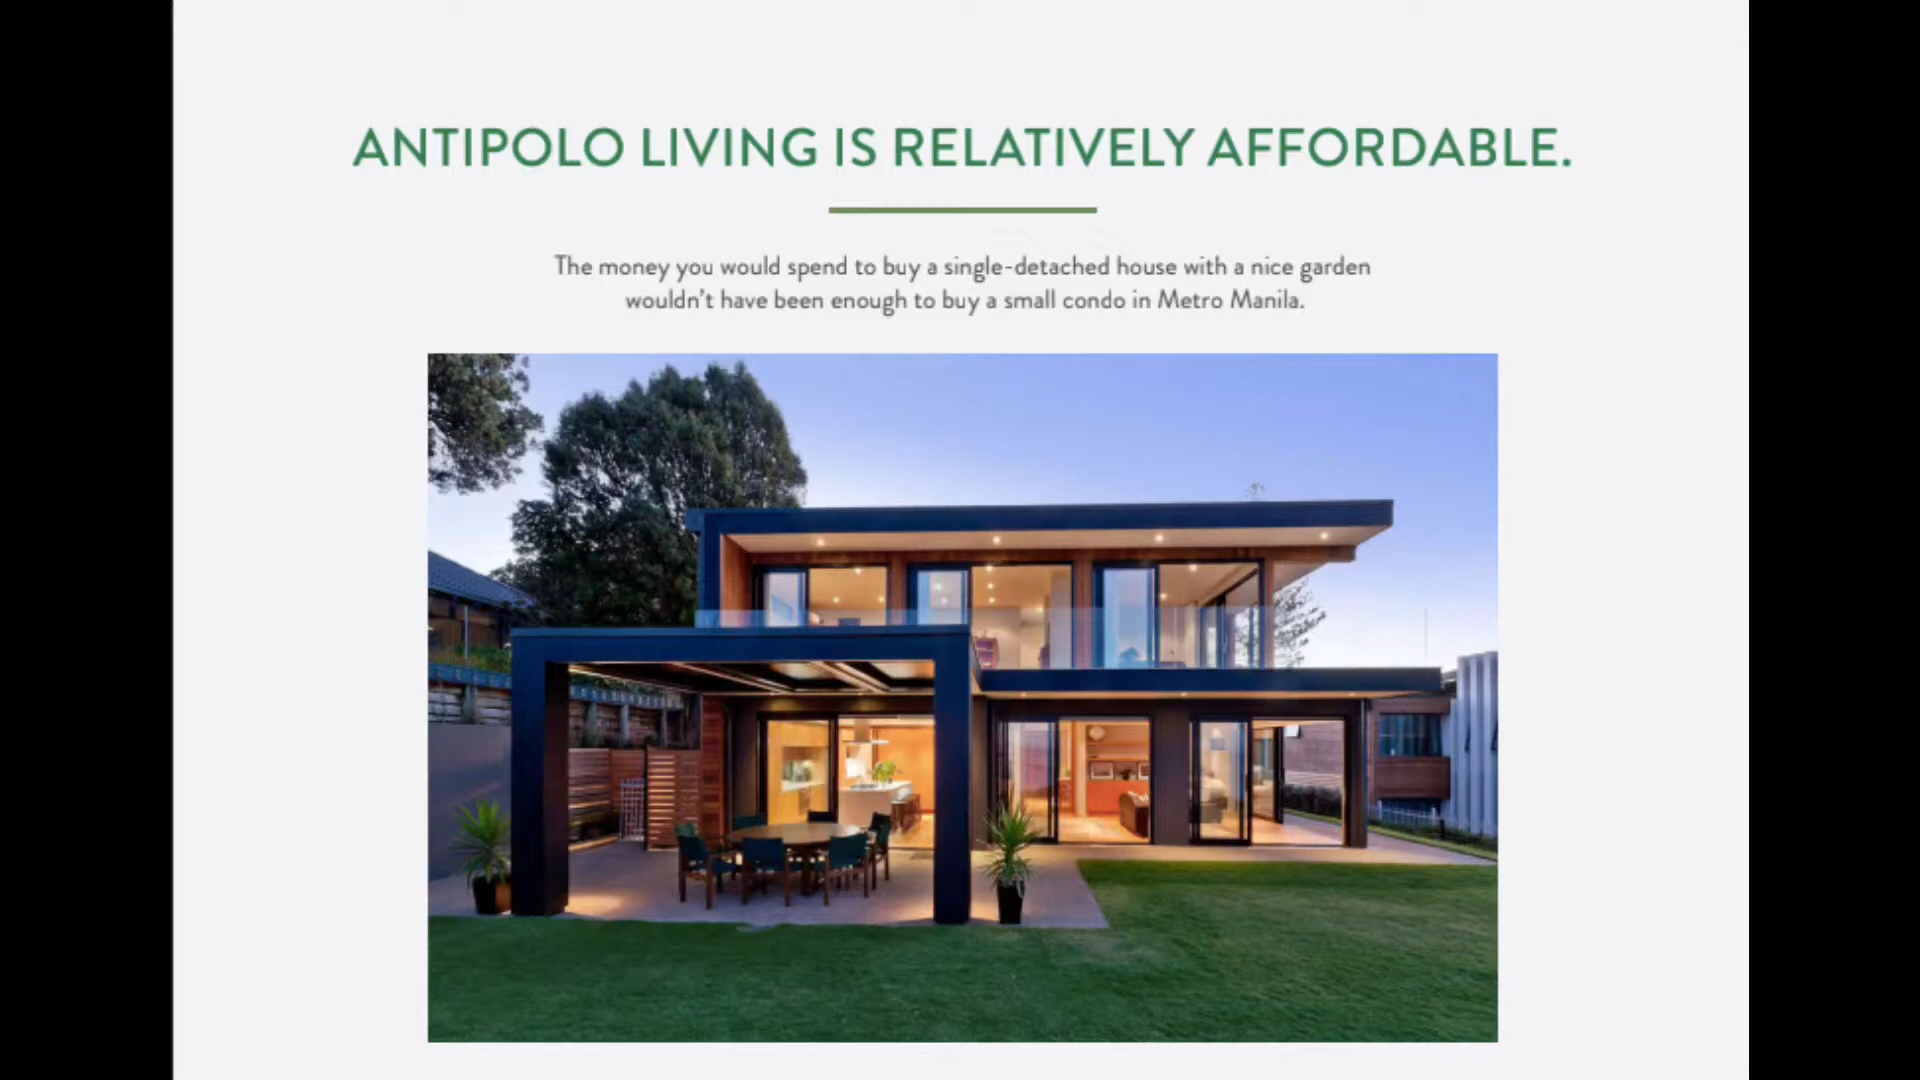 ANTIPOLO LIVING IS RELATIVELY AFFORDABLE.
The money you would spend to buy a single-detached house with a nice garden
wouldn't have been enough to buy a small condo in Metro Manila.